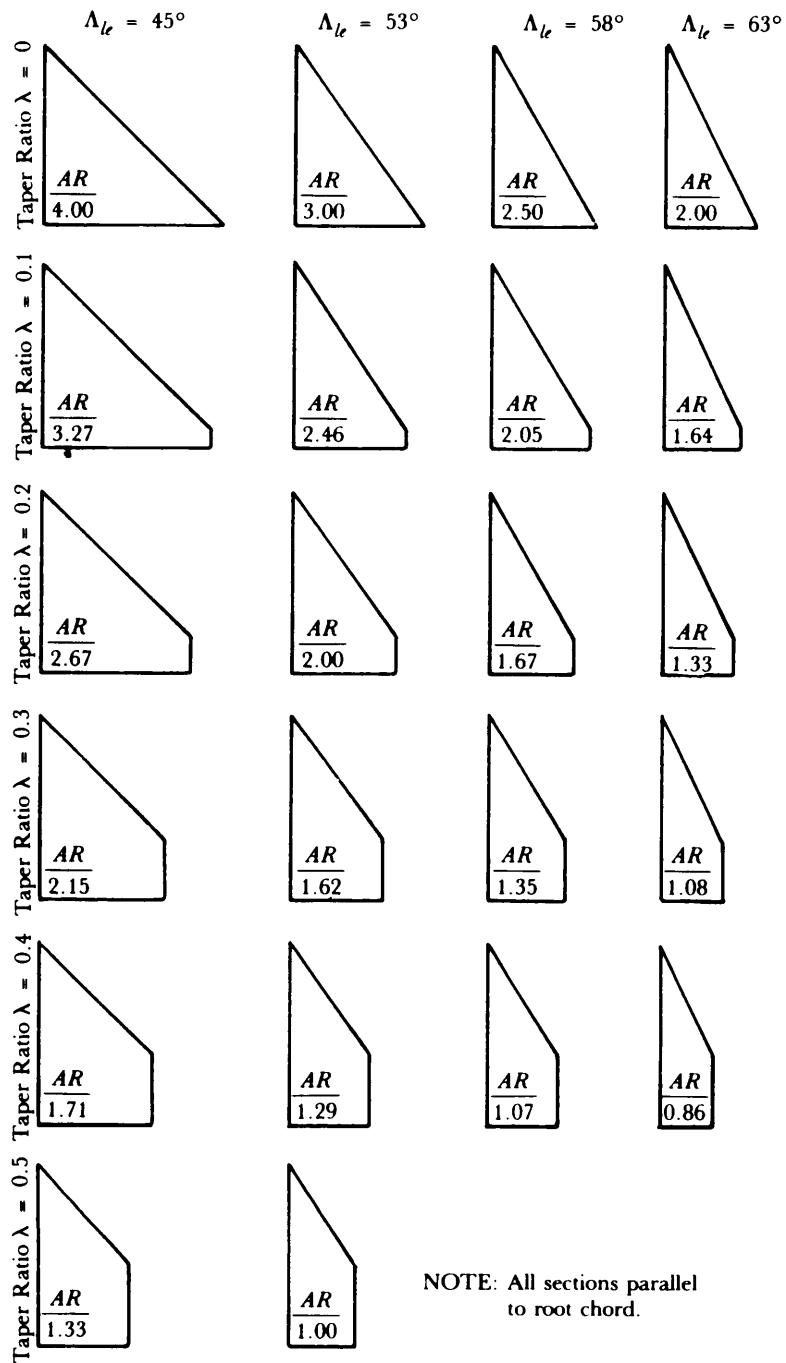 Λle = 45° Λle = 53° Λle = 58° Λle = 63°
Taper Ratio λ = 0
AR AR AR AR
4.00 3.00 2.50 2.00
Taper Ratio λ = 0.1
AR AR AR AR
3.27 2.46 2.05 1.64
Taper Ratio λ = 0.2
AR AR AR AR
2.67 2.00 1.67 1.33
Taper Ratio λ = 0.3
AR AR AR AR
2.15 1.62 1.35 1.08
Taper Ratio λ = 0.4
AR AR AR AR
1.71 1.29 1.07 0.86
Taper Ratio λ = 0.5
AR AR
1.33 1.00
NOTE: All sections parallel
to root chord.